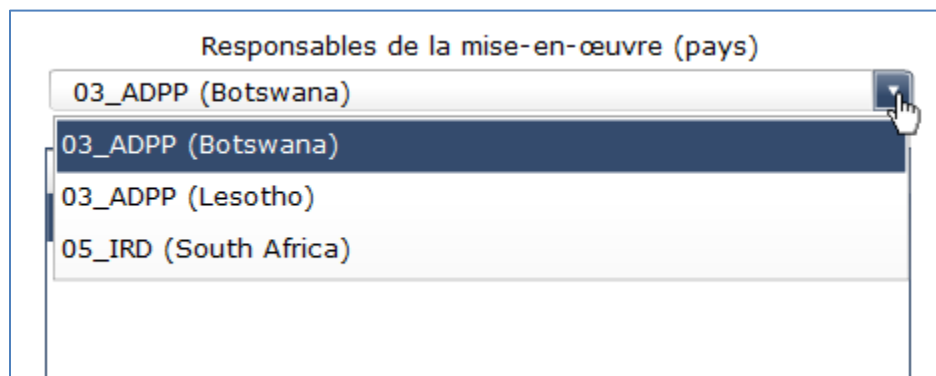 Responsables de la mise-en-œuvre (pays)
03_ADPP (Botswana)
03_ADPP (Botswana)
03_ADPP (Lesotho)
05_IRD (South Africa)